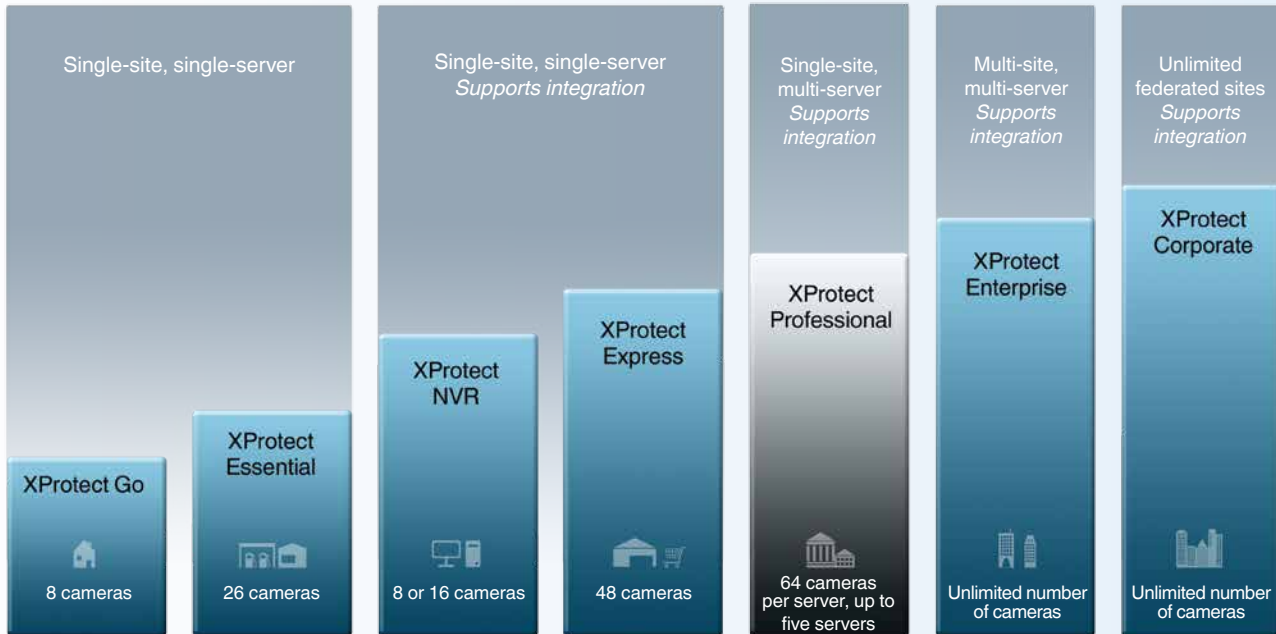 Single-site, single-server
Single-site, single-server
Supports integration
Single-site,
multi-server
Supports
integration
Multi-site,
multi-server
Supports
integration
Unlimited
federated sites
Supports
integration
XProtect Go
8 cameras
XProtect
Essential
26 cameras
XProtect
NVR
8 or 16 cameras
XProtect
Express
48 cameras
XProtect
Professional
64 cameras
per server, up to
five servers
XProtect
Enterprise
Unlimited number
of cameras
XProtect
Corporate
Unlimited number
of cameras